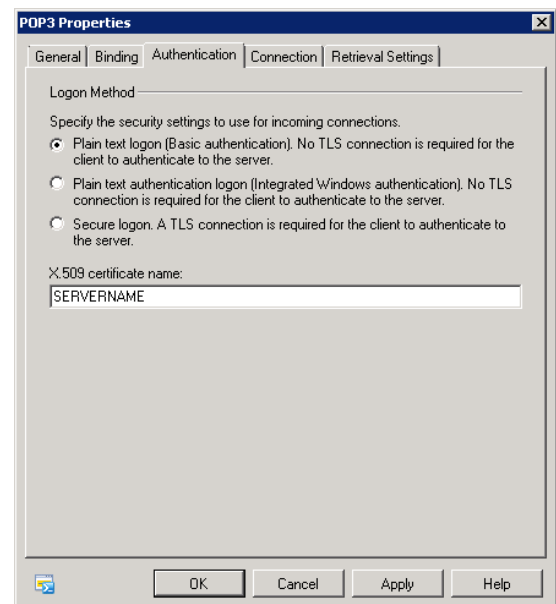 POP3 Properties
General Binding Authentication Connection Retrieval Settings
Logon Method
Specify the security settings to use for incoming connections.
Plain text logon (Basic authentication). No TLS connection is required for the
client to authenticate to the server.
Plain text authentication logon (Integrated Windows authentication). No TLS
connection is required for the client to authenticate to the server.
Secure logon. A TLS connection is required for the client to authenticate to
the server.
X.509 certificate name:
SERVERNAME
OK Cancel Apply Help